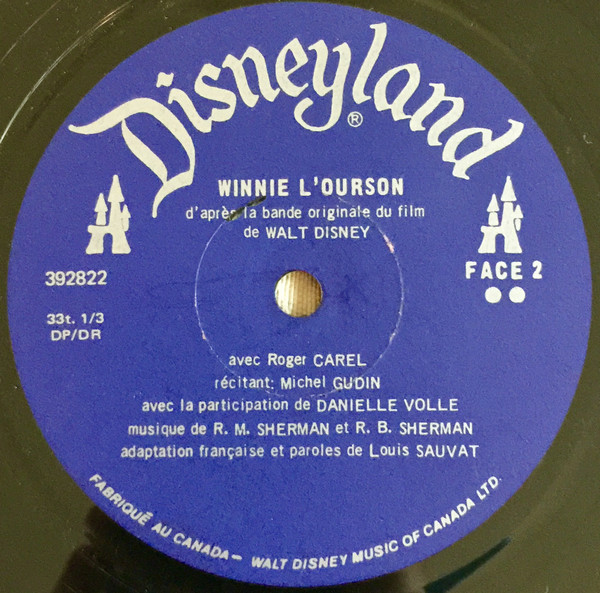 Disneyland
®
WINNIE L'OURSON
d'après la bande originale du film
de WALT DISNEY
392822
FACE 2
33t. 1/3
DP/DR
avec Roger CAREL
récitant: Michel GUDIN
avec la participation de DANIELLE VOLLE
musique de R. M. SHERMAN et R. B. SHERMAN
adaptation française et paroles de Louis SAUVAT
FABRIQUÉ AU CANADA – WALT DISNEY MUSIC OF CANADA LTD.